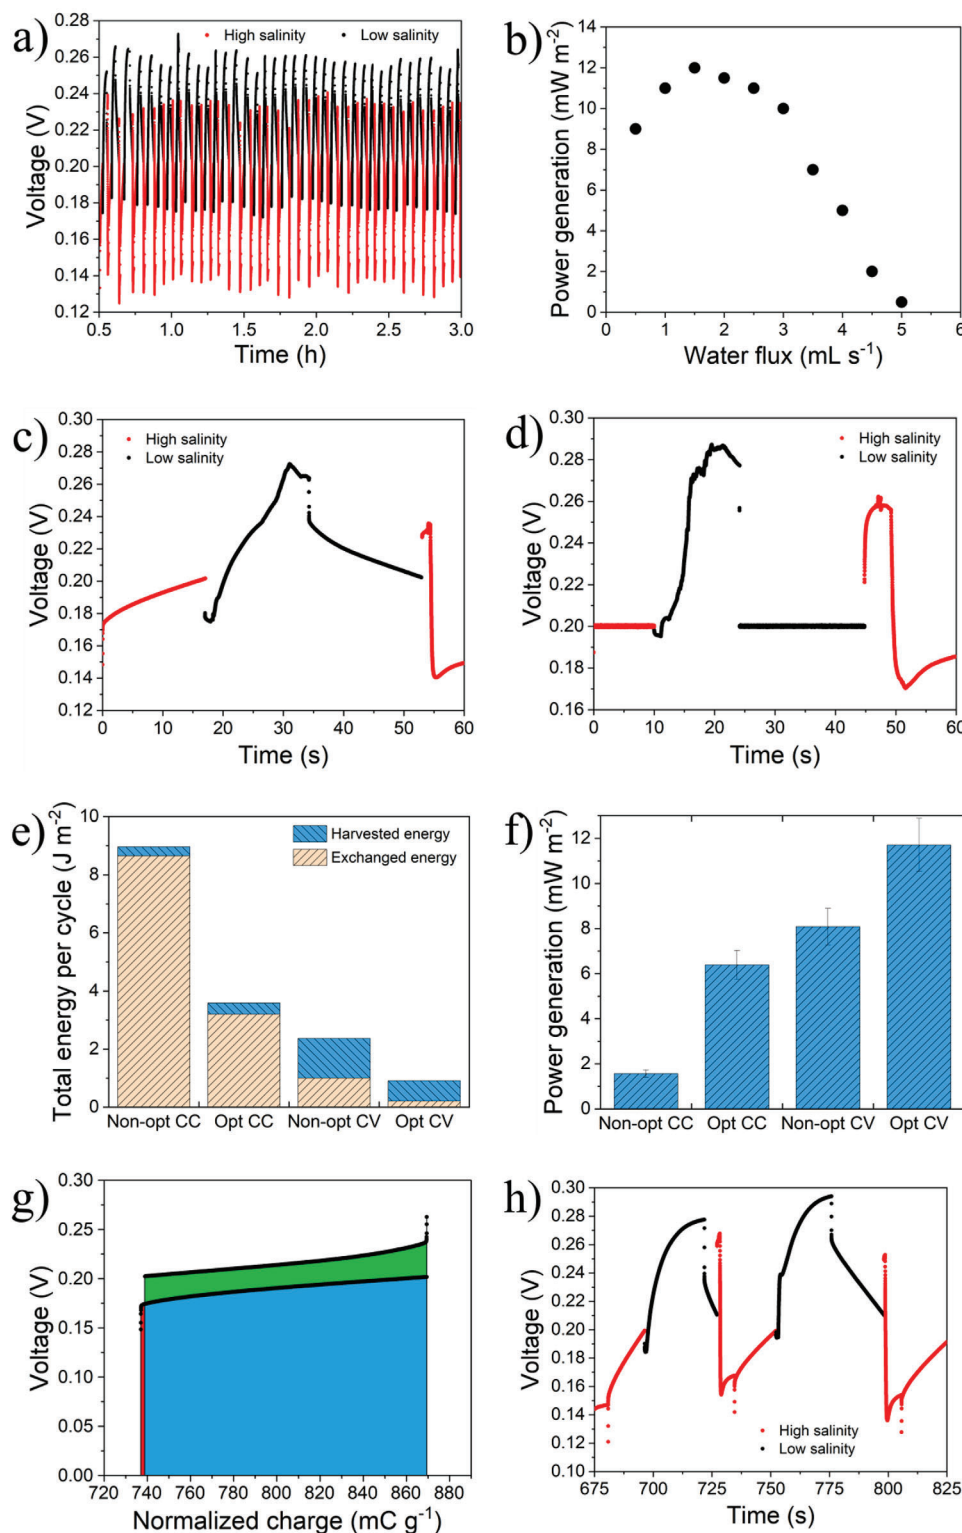 a)
High salinity
Low salinity
Voltage (V)
0.28
0.26
0.24
0.22
0.20
0.18
0.16
0.14
0.12
0.5 1.0 1.5 2.0 2.5 3.0
Time (h)
b)
Power generation (mW m⁻²)
14
12
10
8
6
4
2
0
0 1 2 3 4 5 6
Water flux (mL s⁻¹)
c)
High salinity
Low salinity
Voltage (V)
0.30
0.28
0.26
0.24
0.22
0.20
0.18
0.16
0.14
0.12
0 10 20 30 40 50 60
Time (s)
d)
High salinity
Low salinity
Voltage (V)
0.30
0.28
0.26
0.24
0.22
0.20
0.18
0.16
0 10 20 30 40 50 60
Time (s)
e)
Harvested energy
Exchanged energy
Total energy per cycle (J m⁻²)
10
8
6
4
2
0
Non-opt CC Opt CC Non-opt CV Opt CV
f)
Power generation (mW m⁻²)
12
10
8
6
4
2
0
Non-opt CC Opt CC Non-opt CV Opt CV
g)
Voltage (V)
0.30
0.25
0.20
0.15
0.10
0.05
0.00
720 740 760 780 800 820 840 860 880
Normalized charge (mC g⁻¹)
h)
High salinity
Low salinity
Voltage (V)
0.30
0.28
0.26
0.24
0.22
0.20
0.18
0.16
0.14
0.12
0.10
675 700 725 750 775 800 825
Time (s)